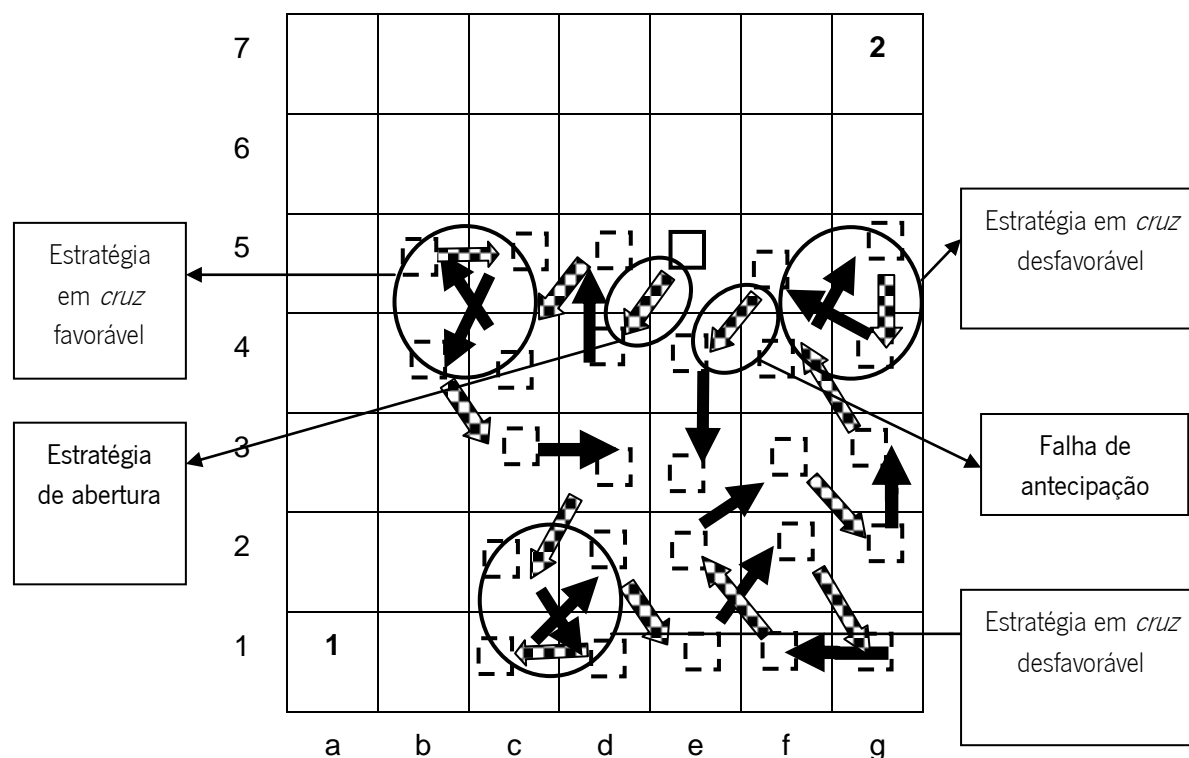 7
2
6
5
Estratégia
em cruz
favorável
Estratégia em cruz
desfavorável
4
Estratégia
de abertura
3
Falha de
antecipação
2
Estratégia em cruz
desfavorável
1
1
a b c d e f g